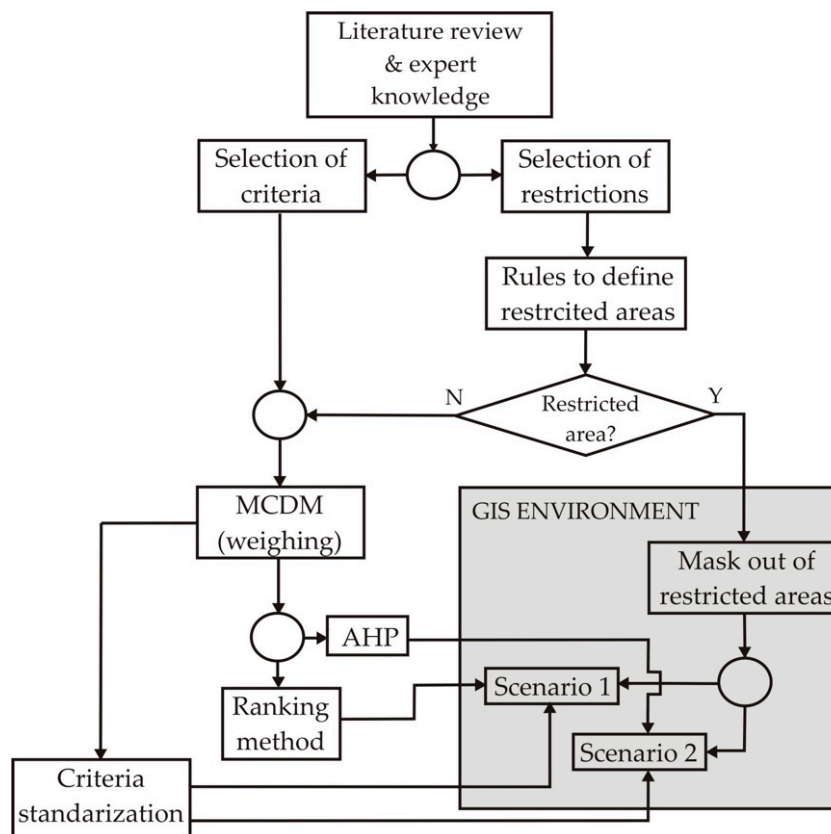 Literature review
& expert
knowledge
Selection of
criteria
Selection of
restrictions
Rules to define
restrcited areas
N
Restricted
area?
Y
MCDM
(weighing)
GIS ENVIRONMENT
Mask out of
restricted areas
AHP
Ranking
method
Scenario 1
Scenario 2
Criteria
standarization